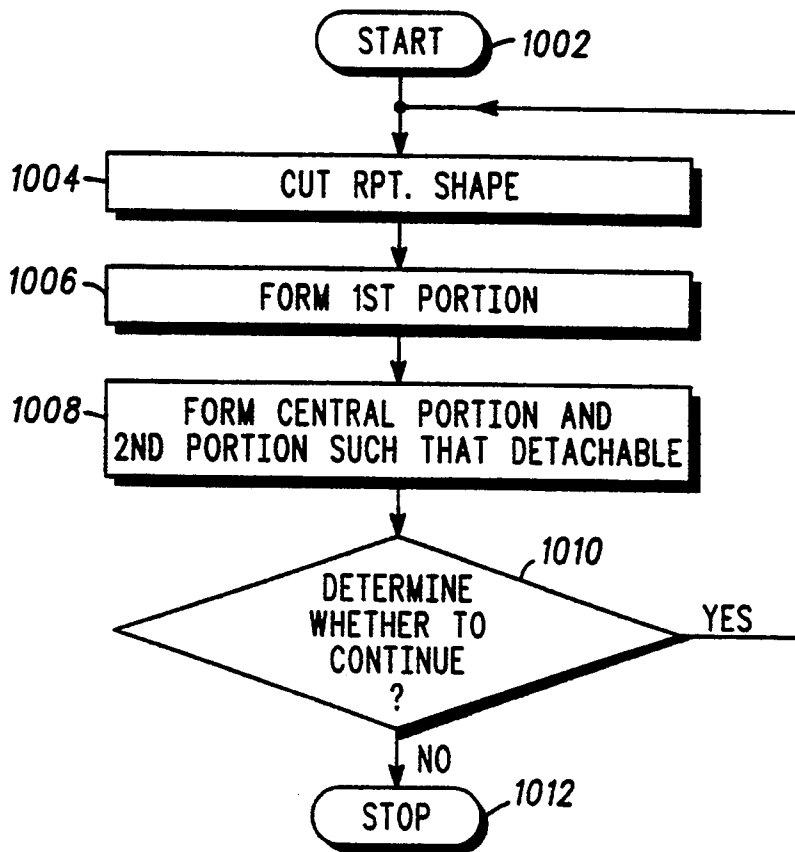 START
1002
1004
CUT RPT. SHAPE
1006
FORM 1ST PORTION
1008
FORM CENTRAL PORTION AND
2ND PORTION SUCH THAT DETACHABLE
1010
DETERMINE
WHETHER TO
CONTINUE
?
YES
NO
STOP
1012